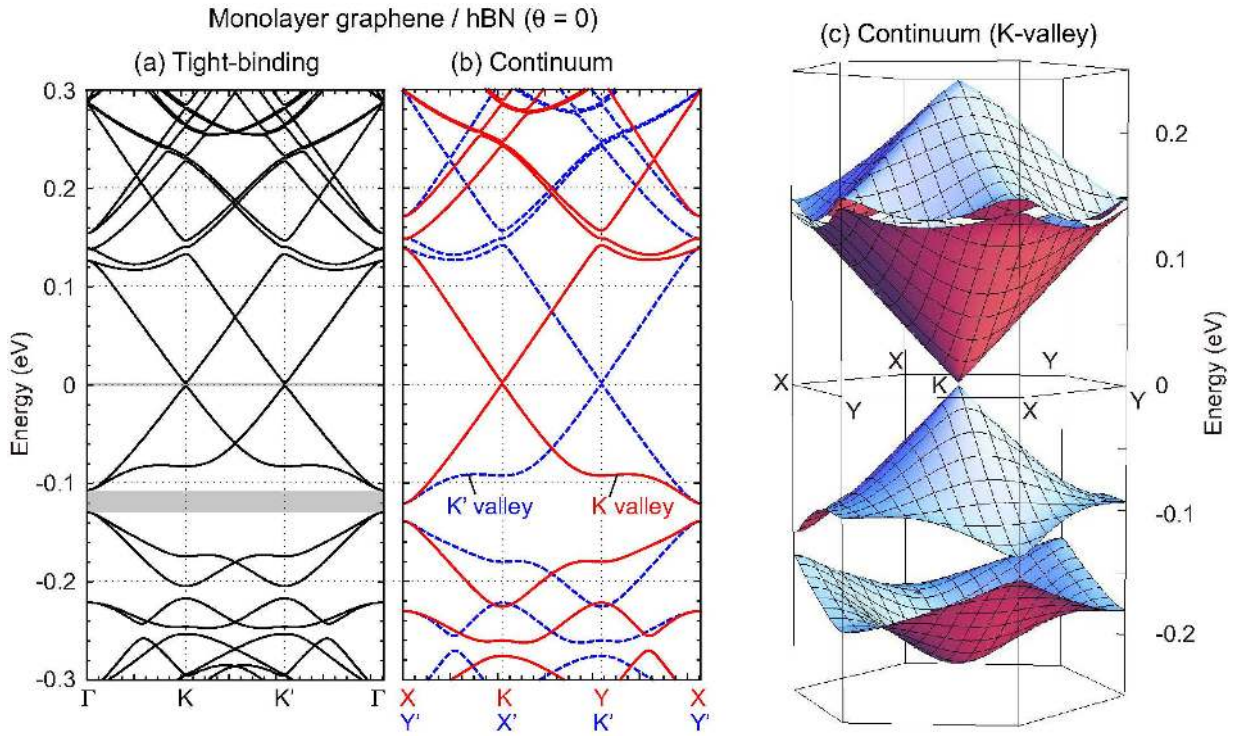 Monolayer graphene / hBN (θ = 0)
(a) Tight-binding
(b) Continuum
(c) Continuum (K-valley)
Energy (eV)
0.3
0.2
0.1
0
-0.1
-0.2
-0.3
Γ K K' Γ
K' valley
K valley
X K Y X
Y' X' K' Y'
0.2
0.1
0
-0.1
-0.2
Energy (eV)
X Y
X K Y
Y X